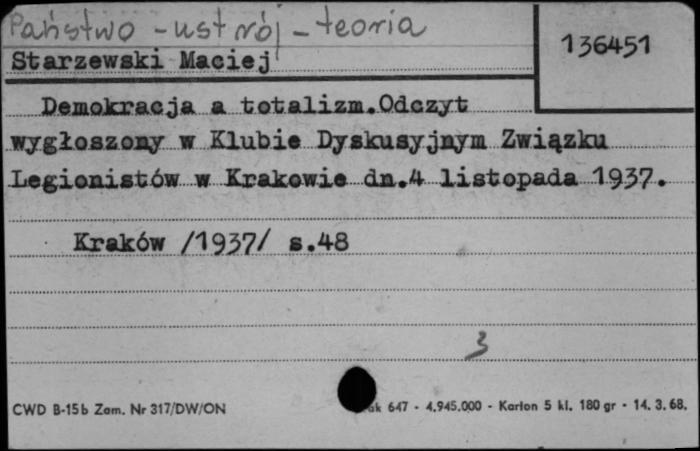 Państwo - ustrój - teoria
136451
Starzewski Maciej
Demokracja a totalizm.Odczyt
wygłoszony w Klubie Dyskusyjnym Związku
Legionistów w Krakowie dn.4 listopada 1937.
Kraków /1937/ s.48
3
CWD B-15b Zam. Nr 317/DW/ON
647 - 4.945.000 - Karton 5 kl. 180 gr - 14. 3. 68.